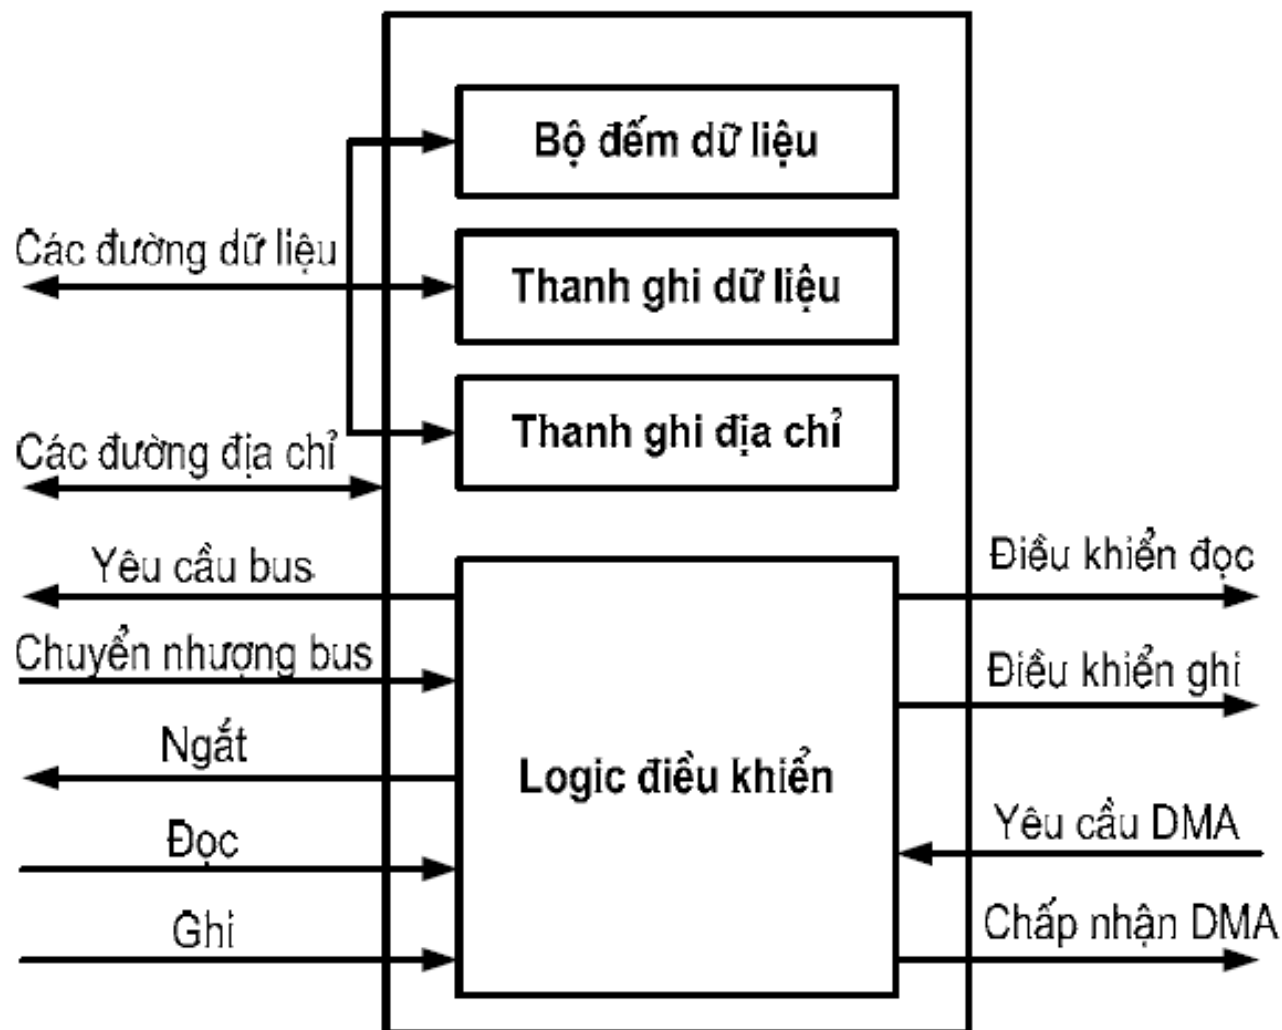 Bộ đếm dữ liệu
Các đường dữ liệu
Thanh ghi dữ liệu
Thanh ghi địa chỉ
Các đường địa chỉ
Yêu cầu bus
Điều khiển đọc
Chuyển nhượng bus
Điều khiển ghi
Ngắt
Logic điều khiển
Đọc
Yêu cầu DMA
Ghi
Chấp nhận DMA